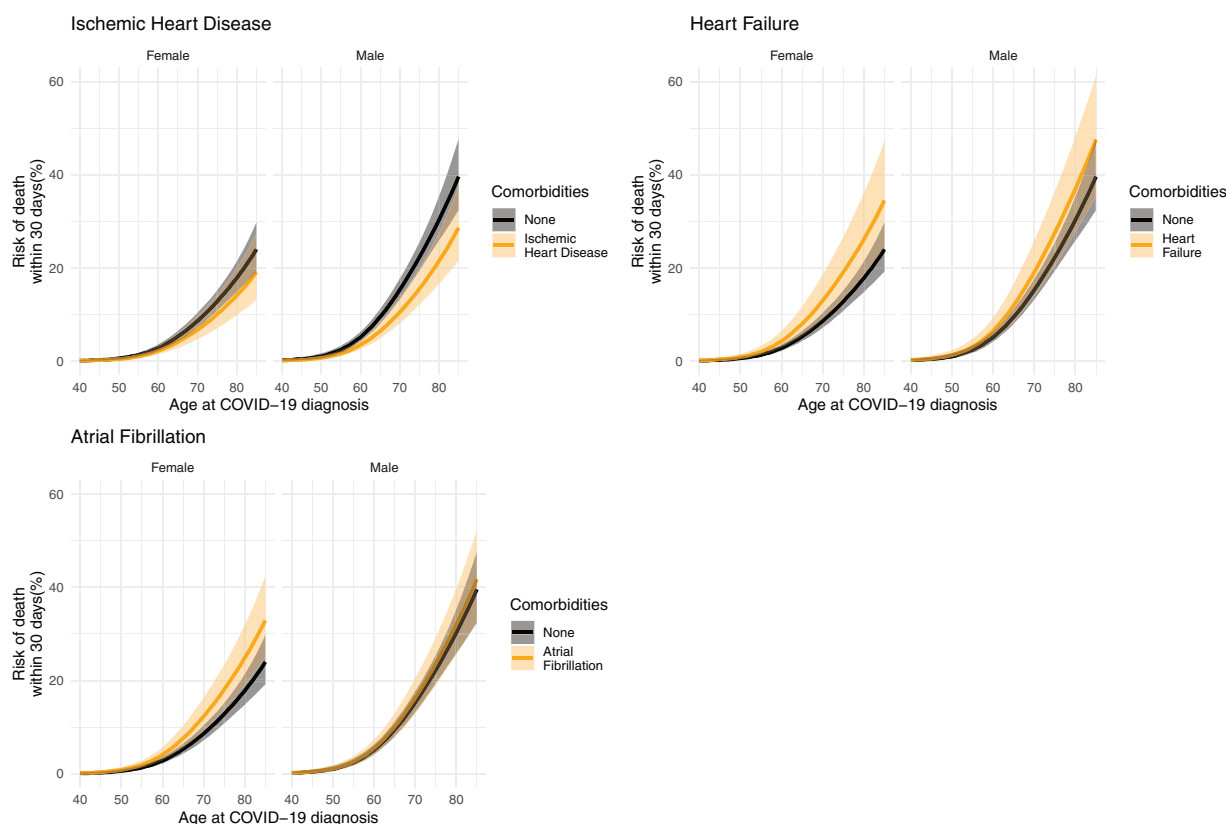 Ischemic Heart Disease
Female
Male
60
40
20
0
Risk of death
within 30 days(%)
40 50 60 70 80
40 50 60 70 80
Age at COVID−19 diagnosis
Comorbidities
None
Ischemic
Heart Disease
Heart Failure
Female
Male
60
40
20
0
Risk of death
within 30 days(%)
40 50 60 70 80
40 50 60 70 80
Age at COVID−19 diagnosis
Comorbidities
None
Heart
Failure
Atrial Fibrillation
Female
Male
60
40
20
0
Risk of death
within 30 days(%)
40 50 60 70 80
40 50 60 70 80
Age at COVID−19 diagnosis
Comorbidities
None
Atrial
Fibrillation